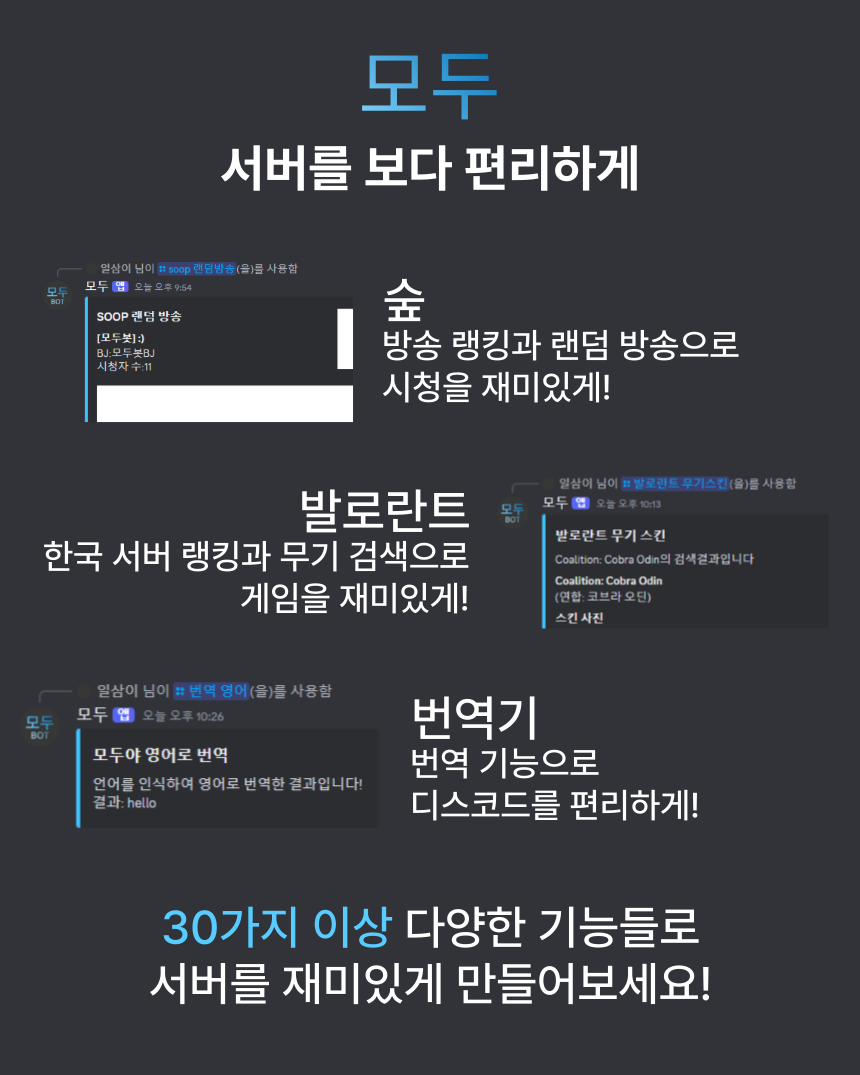 모두
서버를 보다 편리하게
일삼이 님이 soop 랜덤방송(을)를 사용함
모두 BOT
모두 앱 오늘 오후 9:54
SOOP 랜덤 방송
[모두봇] :)
BJ:모두봇BJ
시청자 수:11
숲
방송 랭킹과 랜덤 방송으로
시청을 재미있게!
발로란트
한국 서버 랭킹과 무기 검색으로
게임을 재미있게!
일삼이 님이 발로란트 무기스킨(을)를 사용함
모두 BOT
모두 앱 오늘 오후 10:13
발로란트 무기 스킨
Coalition: Cobra Odin의 검색결과입니다
Coalition: Cobra Odin
(연합: 코브라 오딘)
스킨 사진
일삼이 님이 번역 영어(을)를 사용함
모두 BOT
모두 앱 오늘 오후 10:26
모두야 영어로 번역
언어를 인식하여 영어로 번역한 결과입니다!
결과: hello
번역기
번역 기능으로
디스코드를 편리하게!
30가지 이상 다양한 기능들로
서버를 재미있게 만들어보세요!